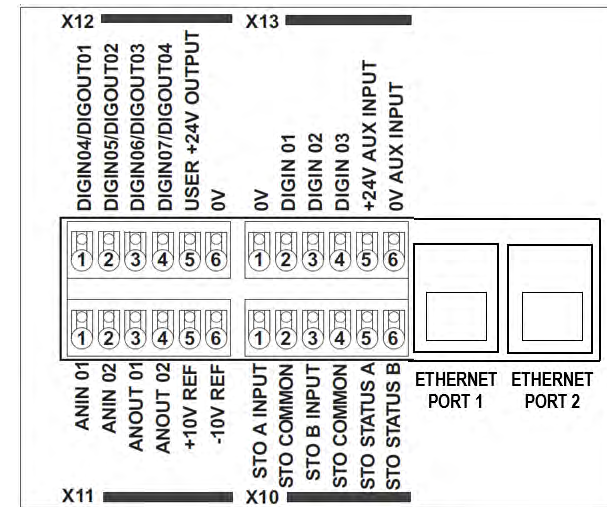 X12
X13
DIGIN04/DIGOUT01
DIGIN05/DIGOUT02
DIGIN06/DIGOUT03
DIGIN07/DIGOUT04
USER +24V OUTPUT
0V
0V
DIGIN 01
DIGIN 02
DIGIN 03
+24V AUX INPUT
0V AUX INPUT
1 2 3 4 5 6
1 2 3 4 5 6
1 2 3 4 5 6
1 2 3 4 5 6
ANIN 01
ANIN 02
ANOUT 01
ANOUT 02
+10V REF
-10V REF
STO A INPUT
STO COMMON
STO B INPUT
STO COMMON
STO STATUS A
STO STATUS B
ETHERNET
PORT 1
ETHERNET
PORT 2
X11
X10